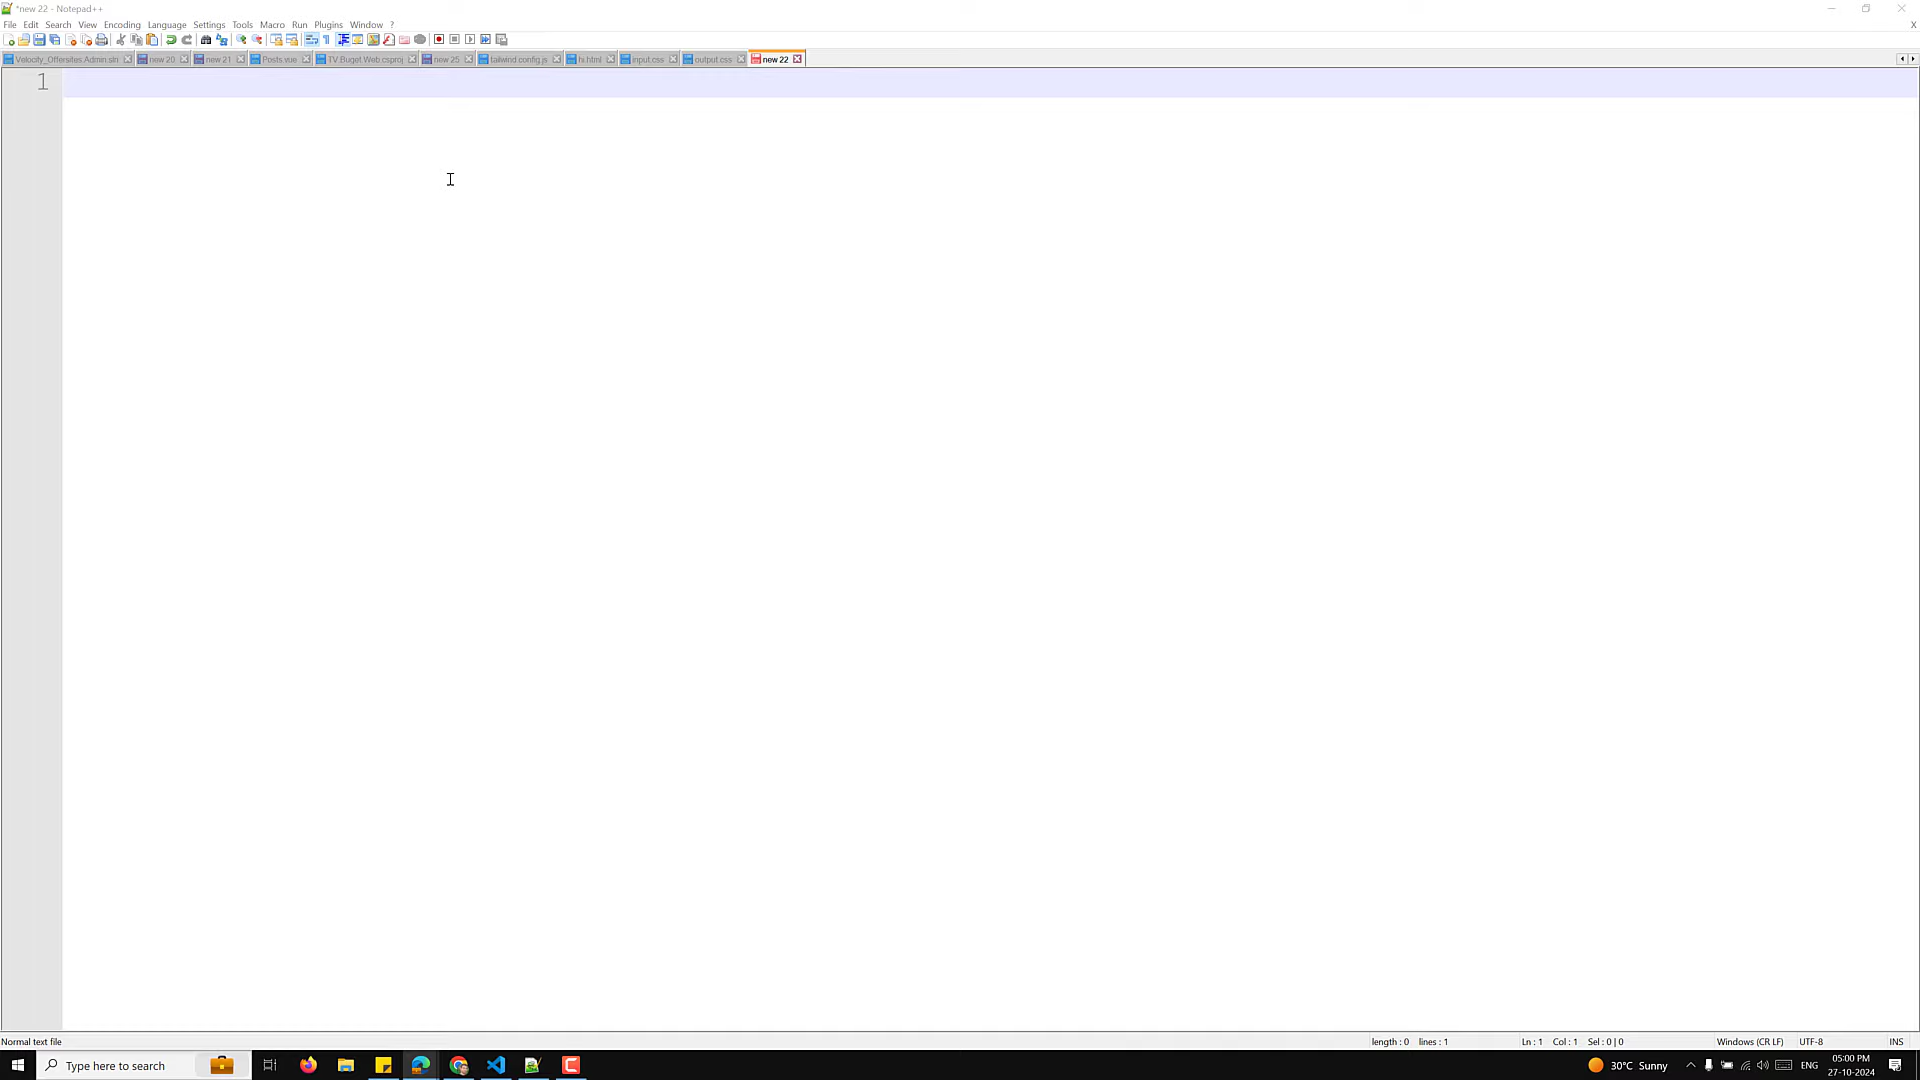 *new 22 - Notepad++
File Edit Search View Encoding Language Settings Tools Macro Run Plugins Window ?
X
Velocity_Offersites.Admin.sln new 20 new 21 Posts.vue TV.Buget.Web.csproj new 25 tailwind.config.js hi.html input.css output.css new 22
1
Normal text file length : 0 lines : 1 Ln : 1 Col : 1 Sel : 0 | 0 Windows (CR LF) UTF-8 INS
Type here to search 30°C Sunny ENG 05:00 PM
27-10-2024